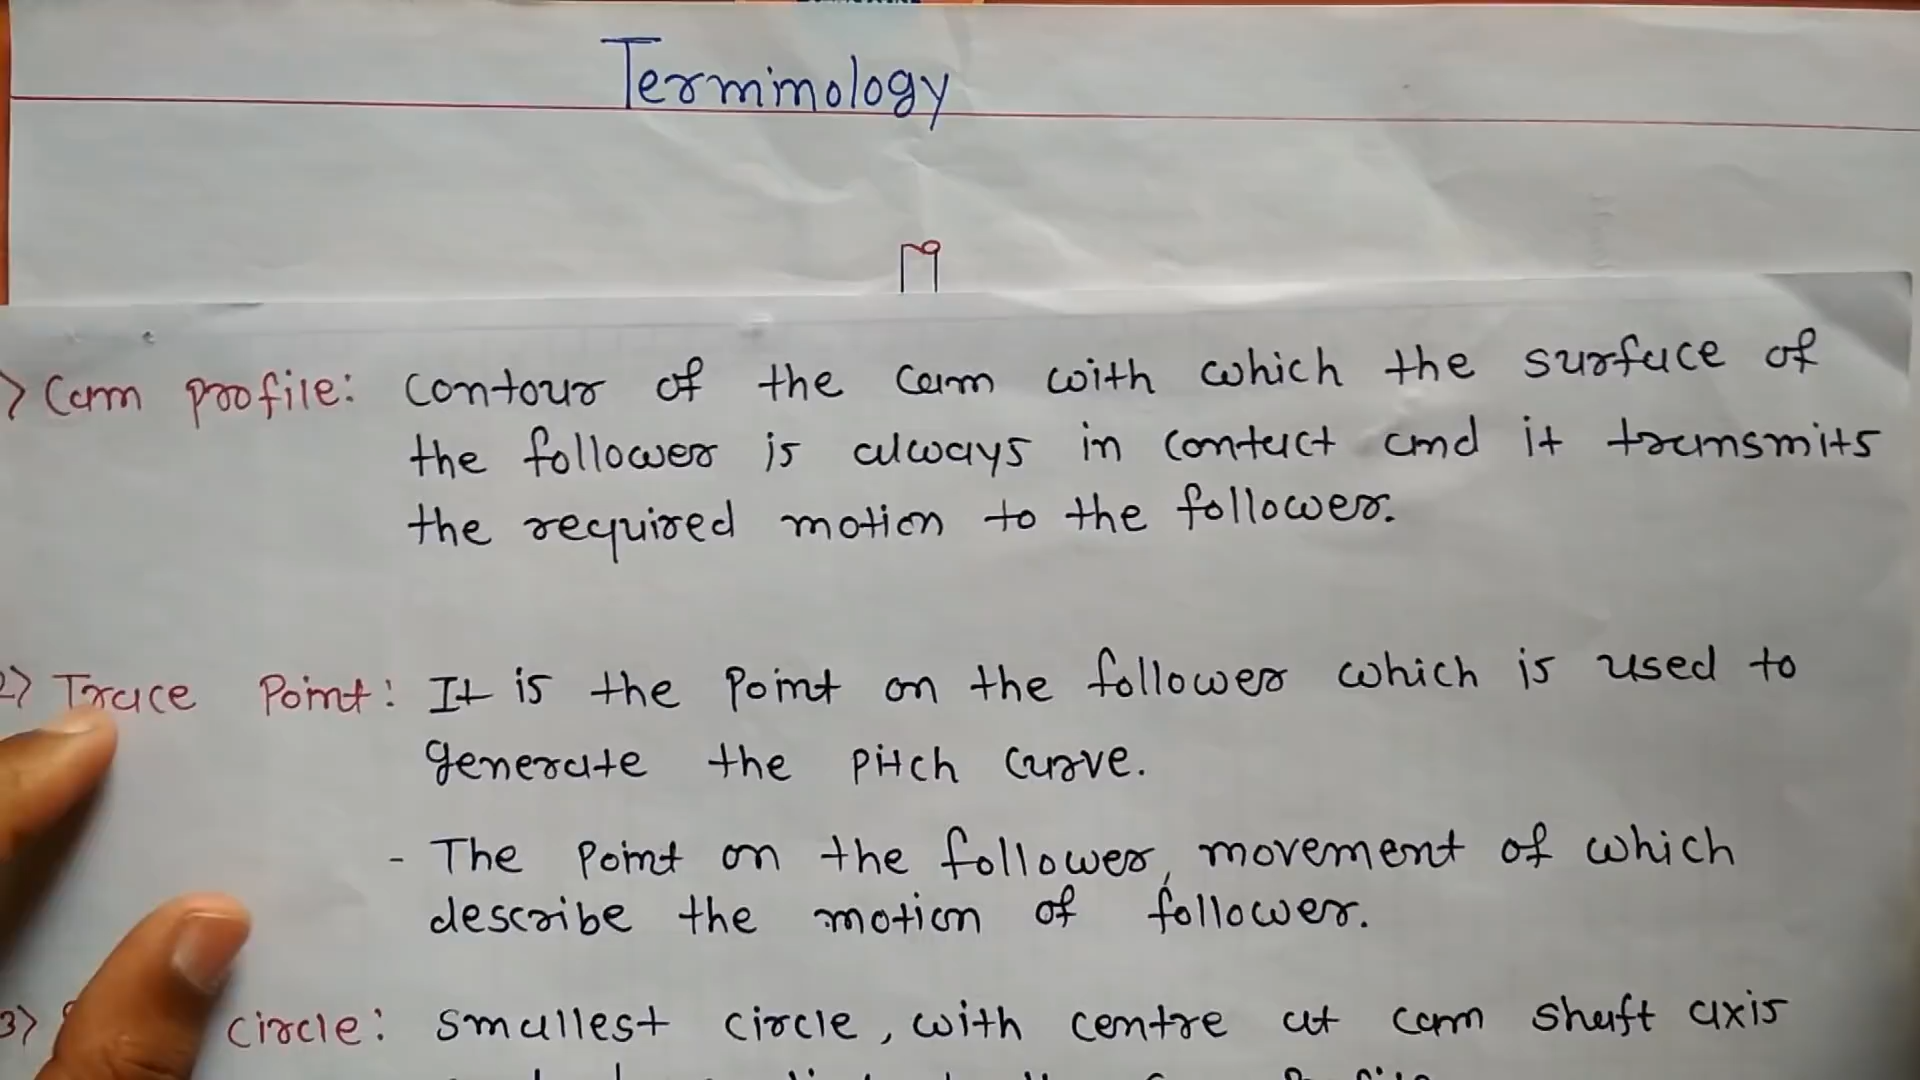 Terminology
> Cam profile: Contour of the Cam with which the surface of
the follower is always in contact and it transmits
the required motion to the follower.
2> Trace Point: It is the Point on the follower which is used to
generate the pitch curve.
- The Point on the follower, movement of which
describe the motion of follower.
3> circle: smallest circle, with centre at cam shaft axis